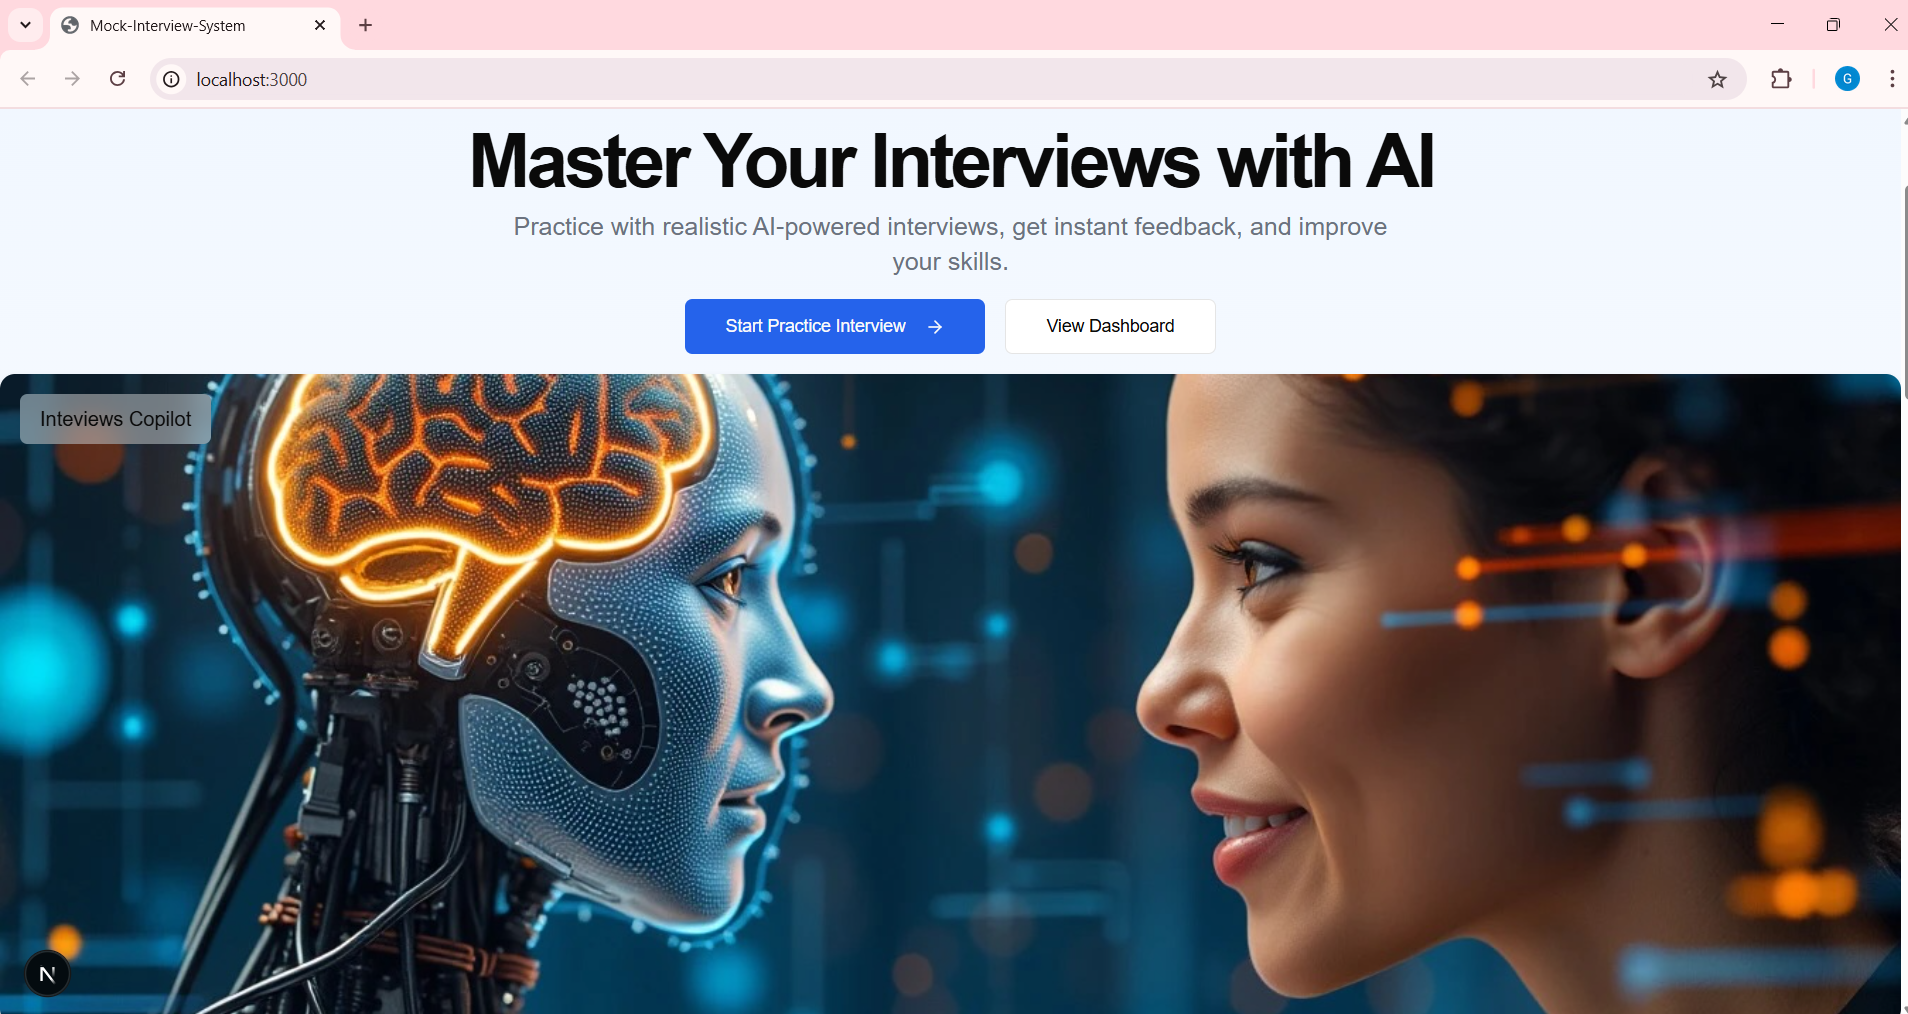 Mock-Interview-System
localhost:3000
G
Master Your Interviews with AI
Practice with realistic AI-powered interviews, get instant feedback, and improve
your skills.
Start Practice Interview
View Dashboard
Inteviews Copilot
N